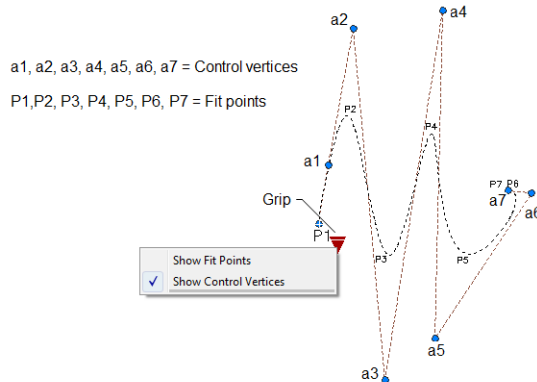 a2
a4
a1, a2, a3, a4, a5, a6, a7 = Control vertices
P1,P2, P3, P4, P5, P6, P7 = Fit points
P2
P4
a1
P7 P6
Grip
a7
a6
P1
P3
P5
Show Fit Points
Show Control Vertices
a5
a3